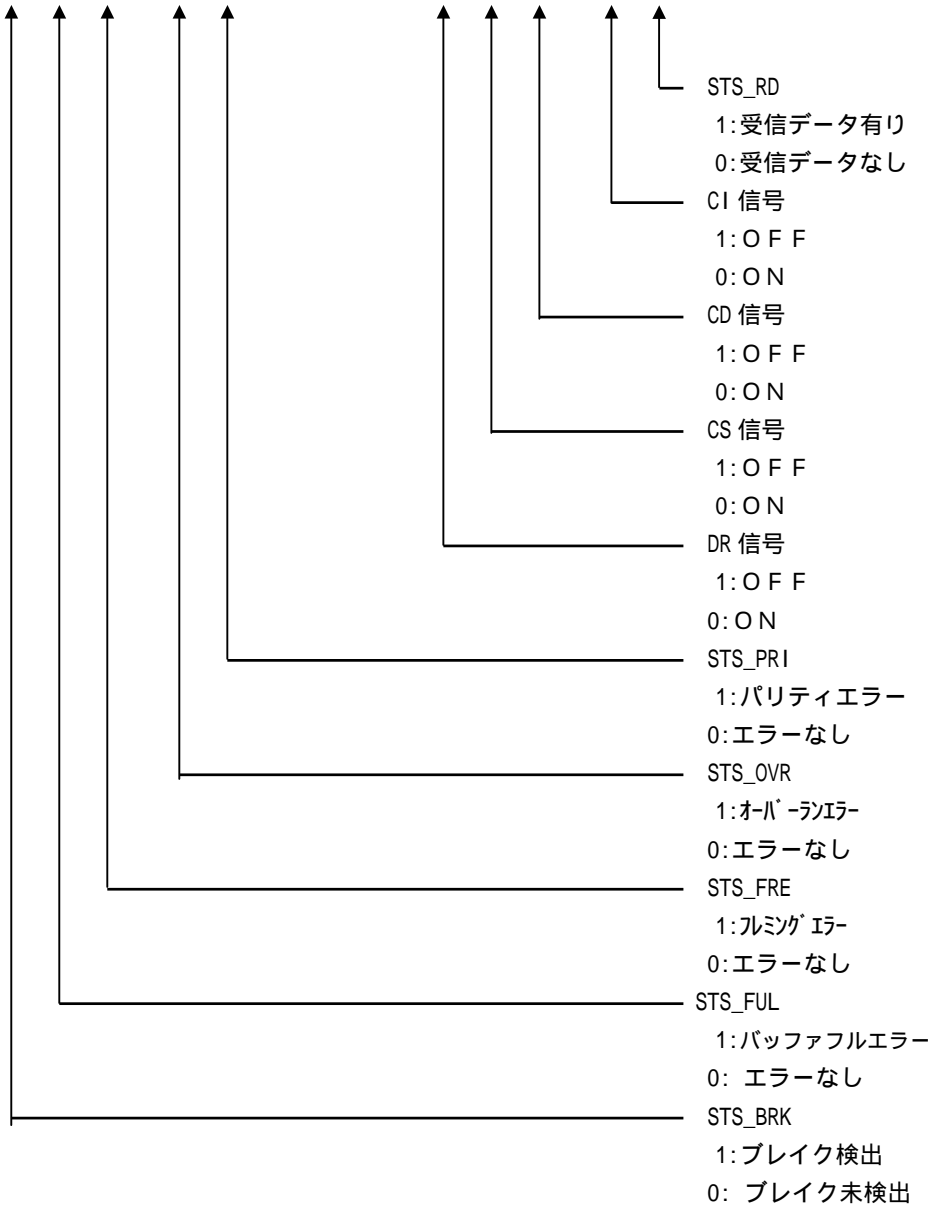 STS_RD
1:受信データ有り
0:受信データなし
CI 信号
1:ＯＦＦ
0:ＯＮ
CD 信号
1:ＯＦＦ
0:ＯＮ
CS 信号
1:ＯＦＦ
0:ＯＮ
DR 信号
1:ＯＦＦ
0:ＯＮ
STS_PRI
1:パリティエラー
0:エラーなし
STS_OVR
1:ｵｰﾊﾞｰﾗﾝｴﾗｰ
0:エラーなし
STS_FRE
1:ﾌﾚﾐﾝｸﾞｴﾗｰ
0:エラーなし
STS_FUL
1:バッファフルエラー
0: エラーなし
STS_BRK
1:ブレイク検出
0: ブレイク未検出